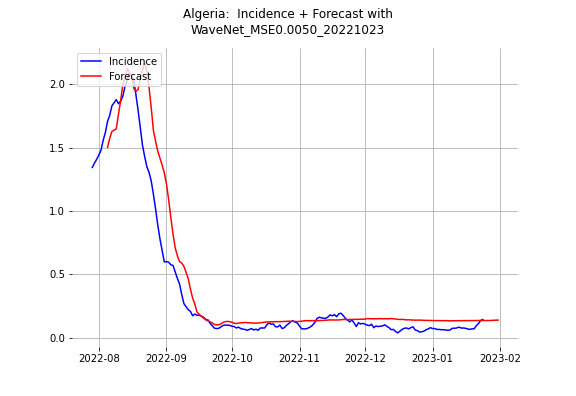 Algeria:  Incidence + Forecast with
WaveNet_MSE0.0050_20221023
Incidence
Forecast
2.0
1.5
1.0
0.5
0.0
2022-08 2022-09 2022-10 2022-11 2022-12 2023-01 2023-02